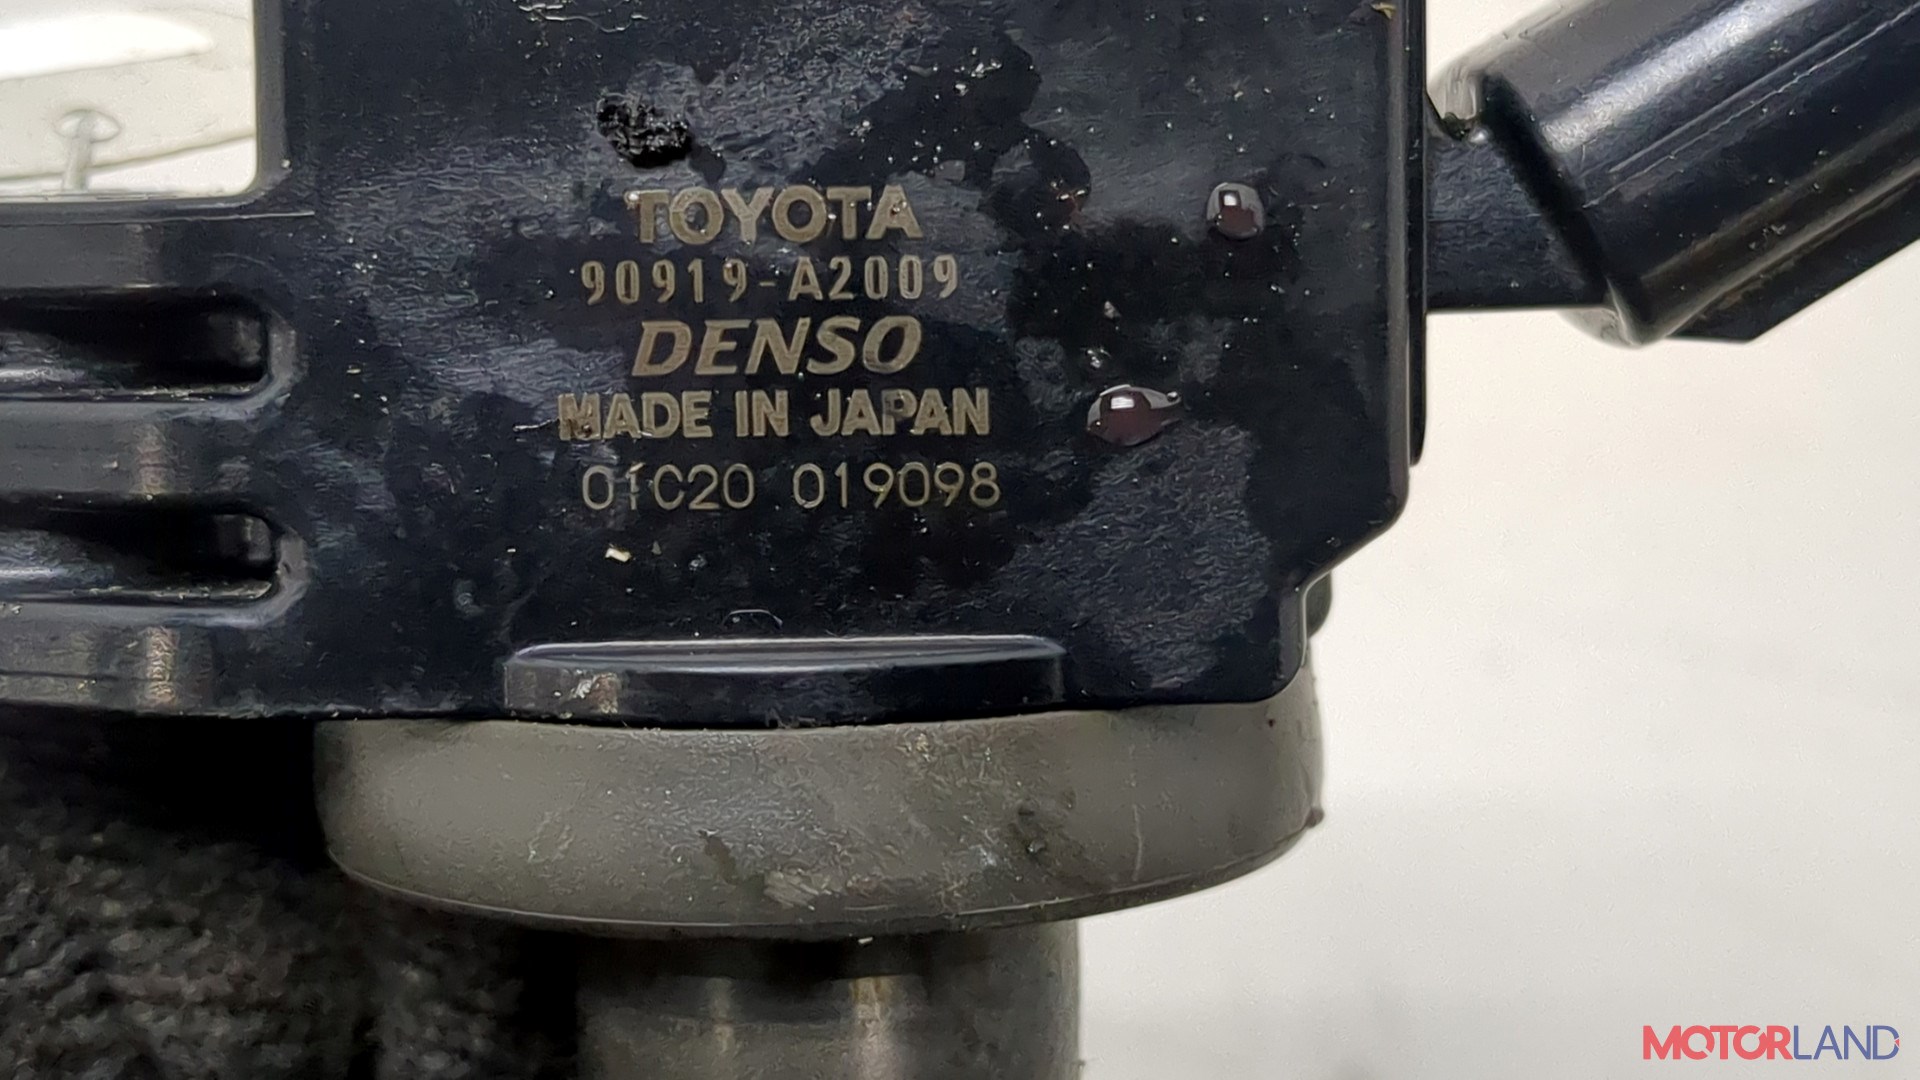 TOYOTA
90919-A2009
DENSO
MADE IN JAPAN
01C20 019098
MOTORLAND